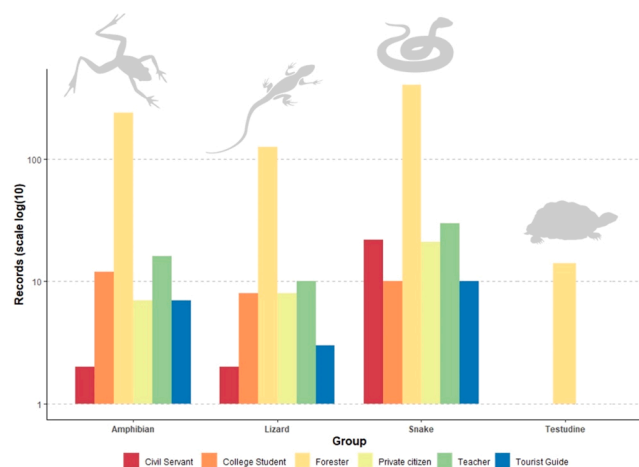 Records (scale log(10)
100
10
1
Amphibian Lizard Snake Testudine
Group
Civil Servant College Student Forester Private citizen Teacher Tourist Guide